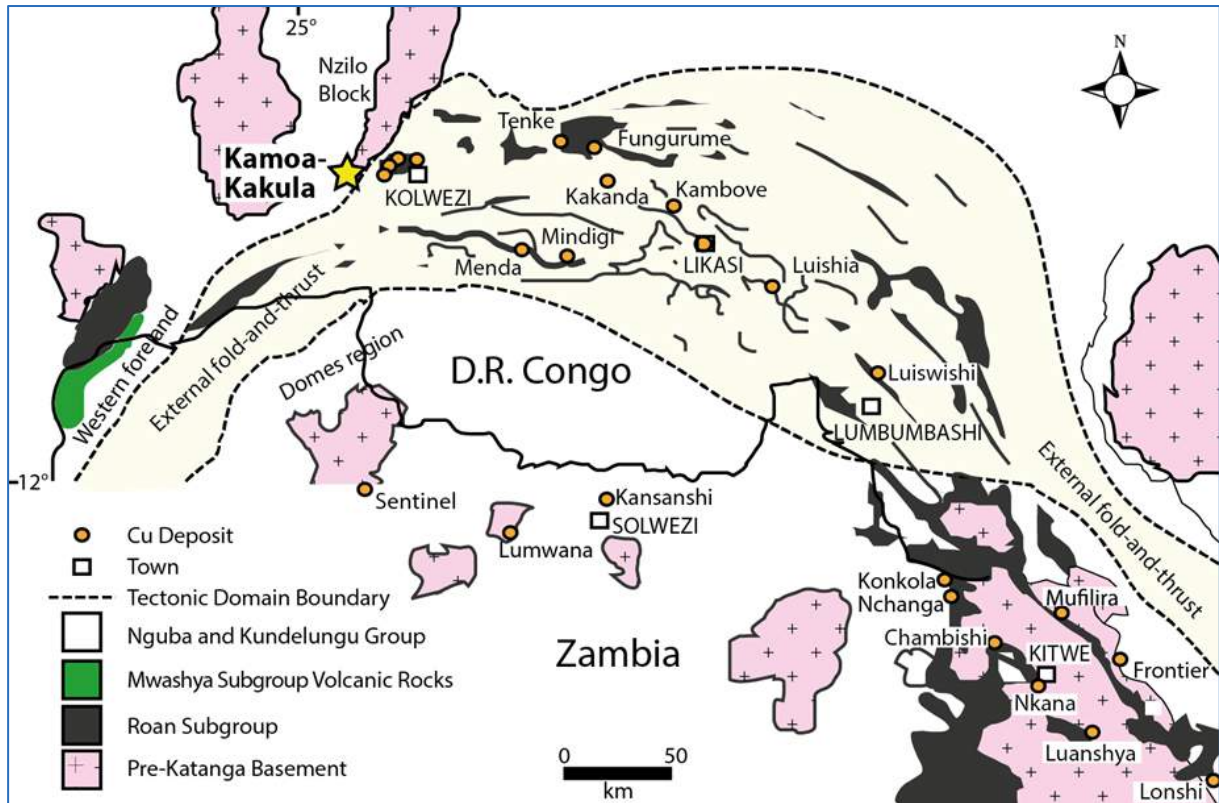 25°
N
Nzilo
Block
Tenke
Fungurume
Kamoa-
Kakula
KOLWEZI
Kakanda
Kambove
Menda
Mindigi
LIKASI
Luishia
Western foreland
External fold-and-thrust
Domes region
D.R. Congo
Luiswishi
LUMBUMBASHI
External fold-and-thrust
12°
Sentinel
Kansanshi
SOLWEZI
Lumwana
Konkola
Nchanga
Mufilira
Chambishi
KITWE
Frontier
Zambia
Nkana
Luanshya
Lonshi
Cu Deposit
Town
Tectonic Domain Boundary
Nguba and Kundelungu Group
Mwashya Subgroup Volcanic Rocks
Roan Subgroup
Pre-Katanga Basement
0 50
km